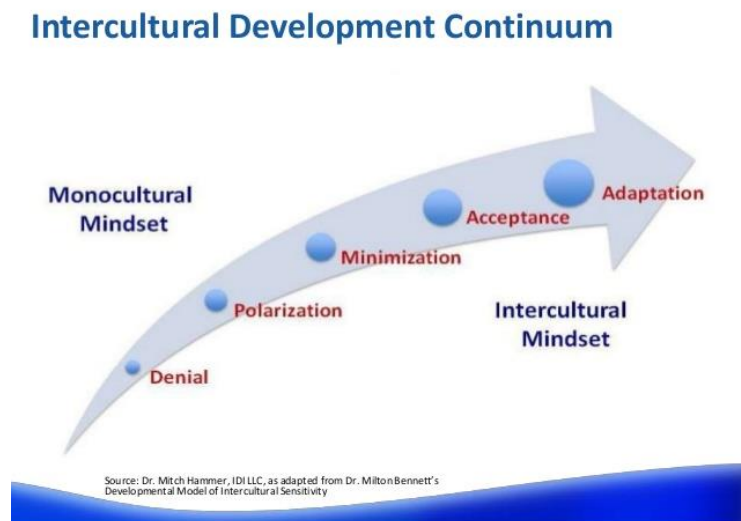 Intercultural Development Continuum
Monocultural
Mindset
Adaptation
Acceptance
Minimization
Polarization
Intercultural
Mindset
Denial
Source: Dr. Mitch Hammer, IDI LLC, as adapted from Dr. Milton Bennett's
Developmental Model of Intercultural Sensitivity